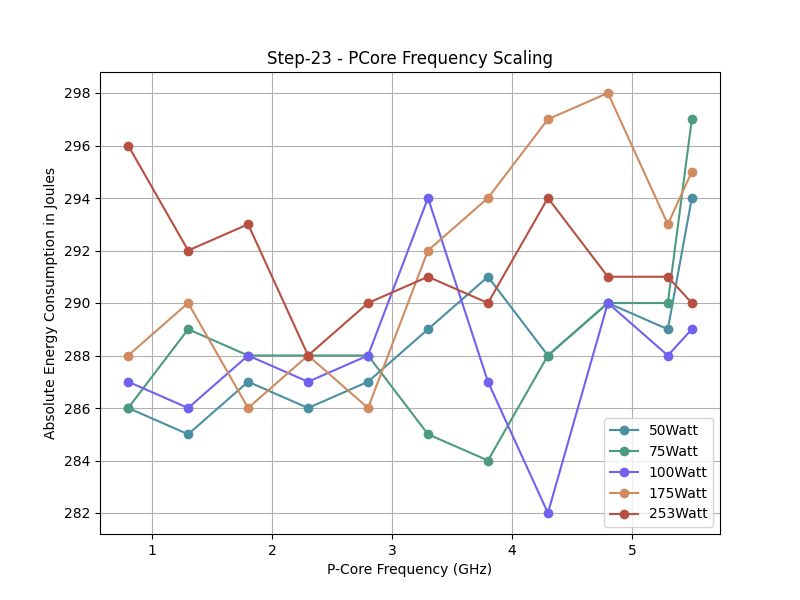 Step-23 - PCore Frequency Scaling
Absolute Energy Consumption in Joules
298
296
294
292
290
288
286
284
282
1 2 3 4 5
P-Core Frequency (GHz)
50Watt
75Watt
100Watt
175Watt
253Watt